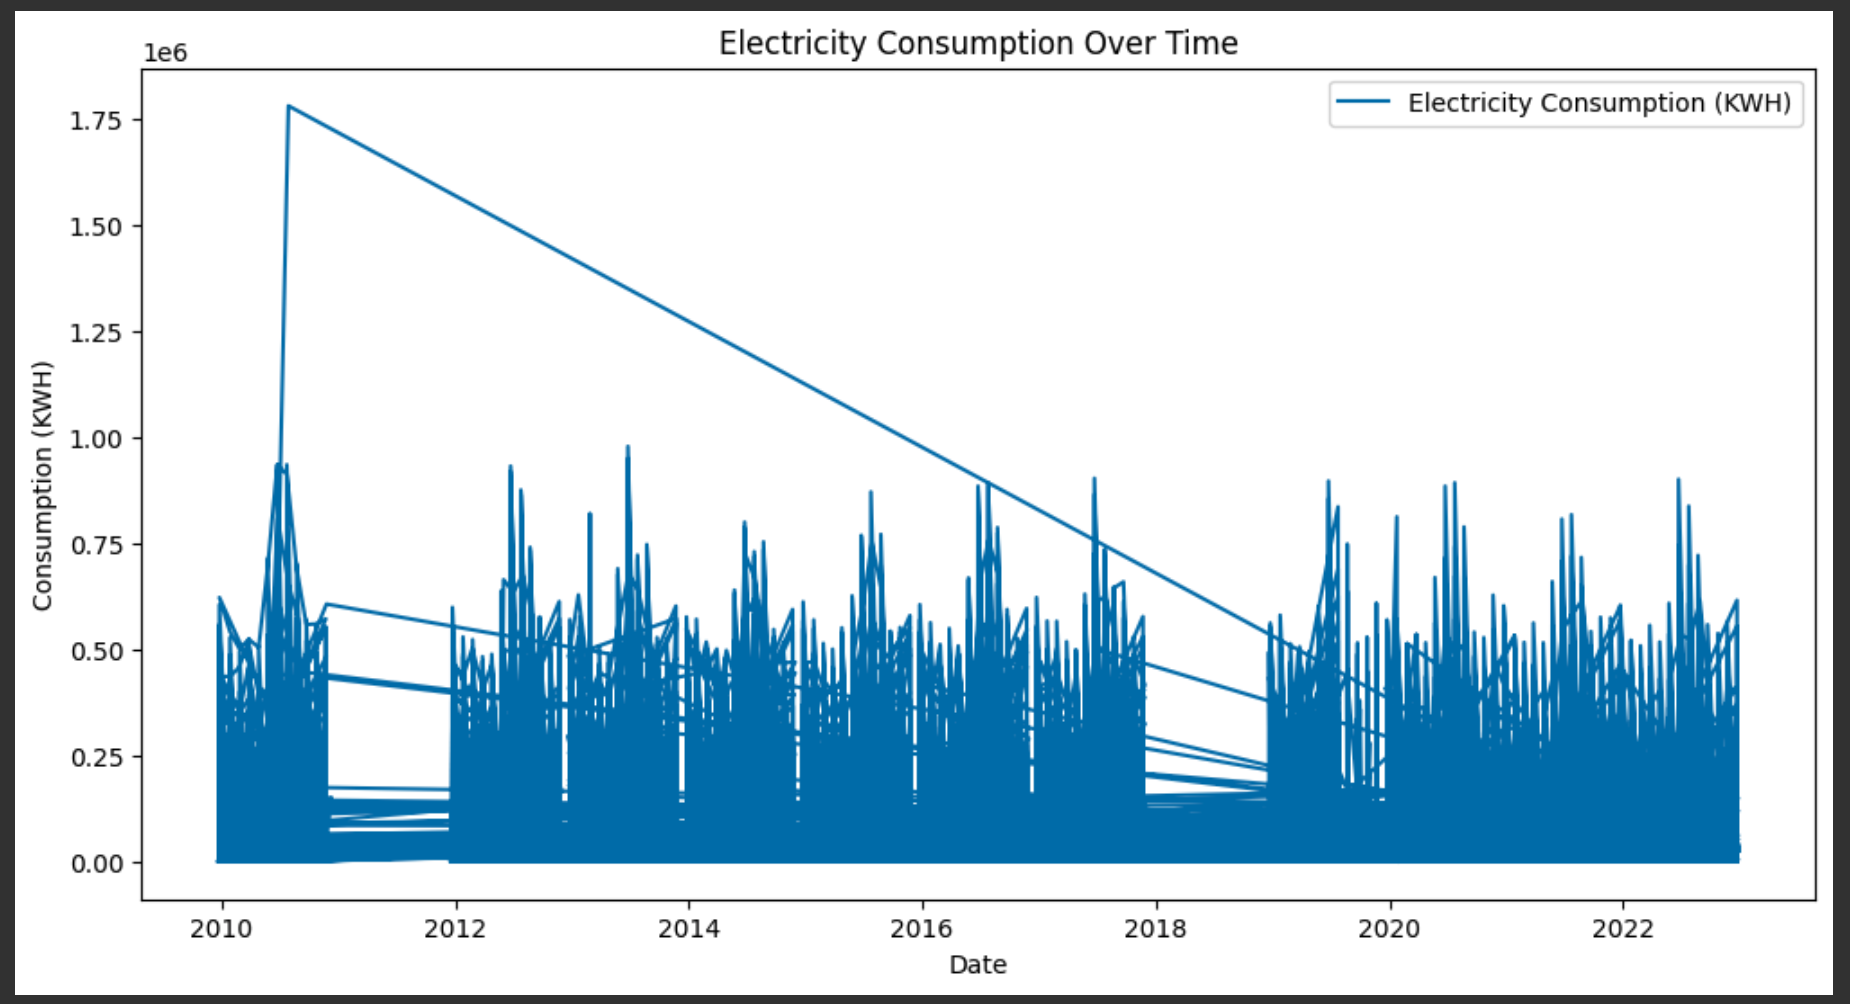 Electricity Consumption Over Time
1e6
Electricity Consumption (KWH)
1.75
1.50
1.25
1.00
0.75
0.50
0.25
0.00
Consumption (KWH)
2010 2012 2014 2016 2018 2020 2022
Date